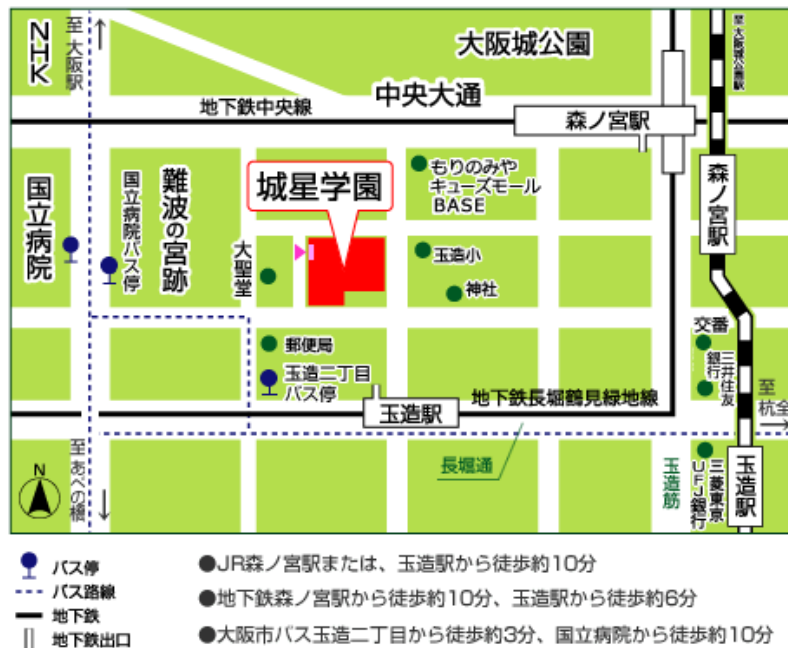 NHK
至 大阪駅
大阪城公園
至 大阪城公園駅
中央大通
地下鉄中央線
森ノ宮駅
森ノ宮駅
もりのみや
キューズモール
BASE
城星学園
国立病院
国立病院バス停
難波の宮跡
大聖堂
玉造小
神社
郵便局
玉造二丁目
バス停
交番
三井住友
銀行
至 杭全
地下鉄長堀鶴見緑地線
玉造駅
長堀通
玉造筋
三菱東京
UFJ銀行
玉造駅
至 あべの橋
N
バス停
バス路線
地下鉄
地下鉄出口
●JR森ノ宮駅または、玉造駅から徒歩約10分
●地下鉄森ノ宮駅から徒歩約10分、玉造駅から徒歩約6分
●大阪市バス玉造二丁目から徒歩約3分、国立病院から徒歩約10分